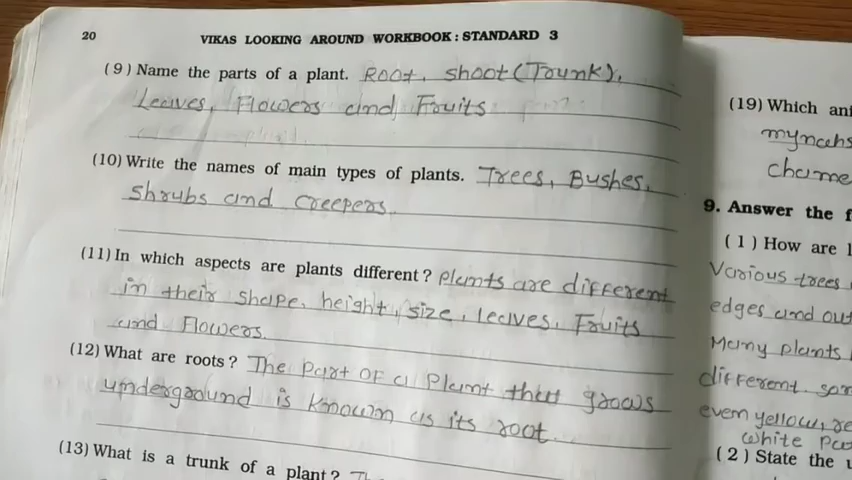 20
VIKAS LOOKING AROUND WORKBOOK : STANDARD 3
(9) Name the parts of a plant. Root, shoot (Trunk),
Leaves, Flowers and Fruits
(10) Write the names of main types of plants. Trees, Bushes,
shrubs and creepers.
(11) In which aspects are plants different? Plants are different
in their shape, height, size, leaves, Fruits
and Flowers.
(12) What are roots? The part of a plant that grows
underground is known as its root.
(13) What is a trunk of a plant?
(19) Which
mynahs
9. Answer the
(1) How are
Various trees
edges and
Many plants
different
even yellow,
white
(2) State the